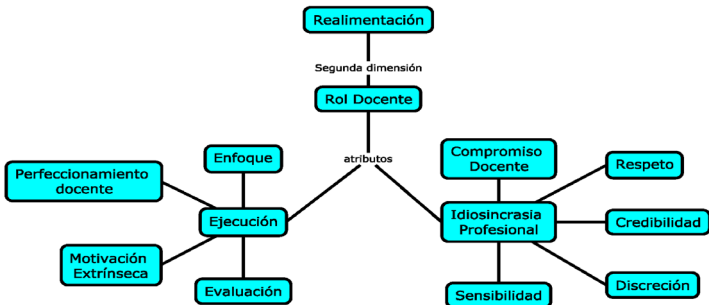 Realimentación
Segunda dimensión
Rol Docente
atributos
Enfoque
Perfeccionamiento
docente
Ejecución
Motivación
Extrínseca
Evaluación
Compromiso
Docente
Respeto
Idiosincrasia
Profesional
Credibilidad
Sensibilidad
Discreción